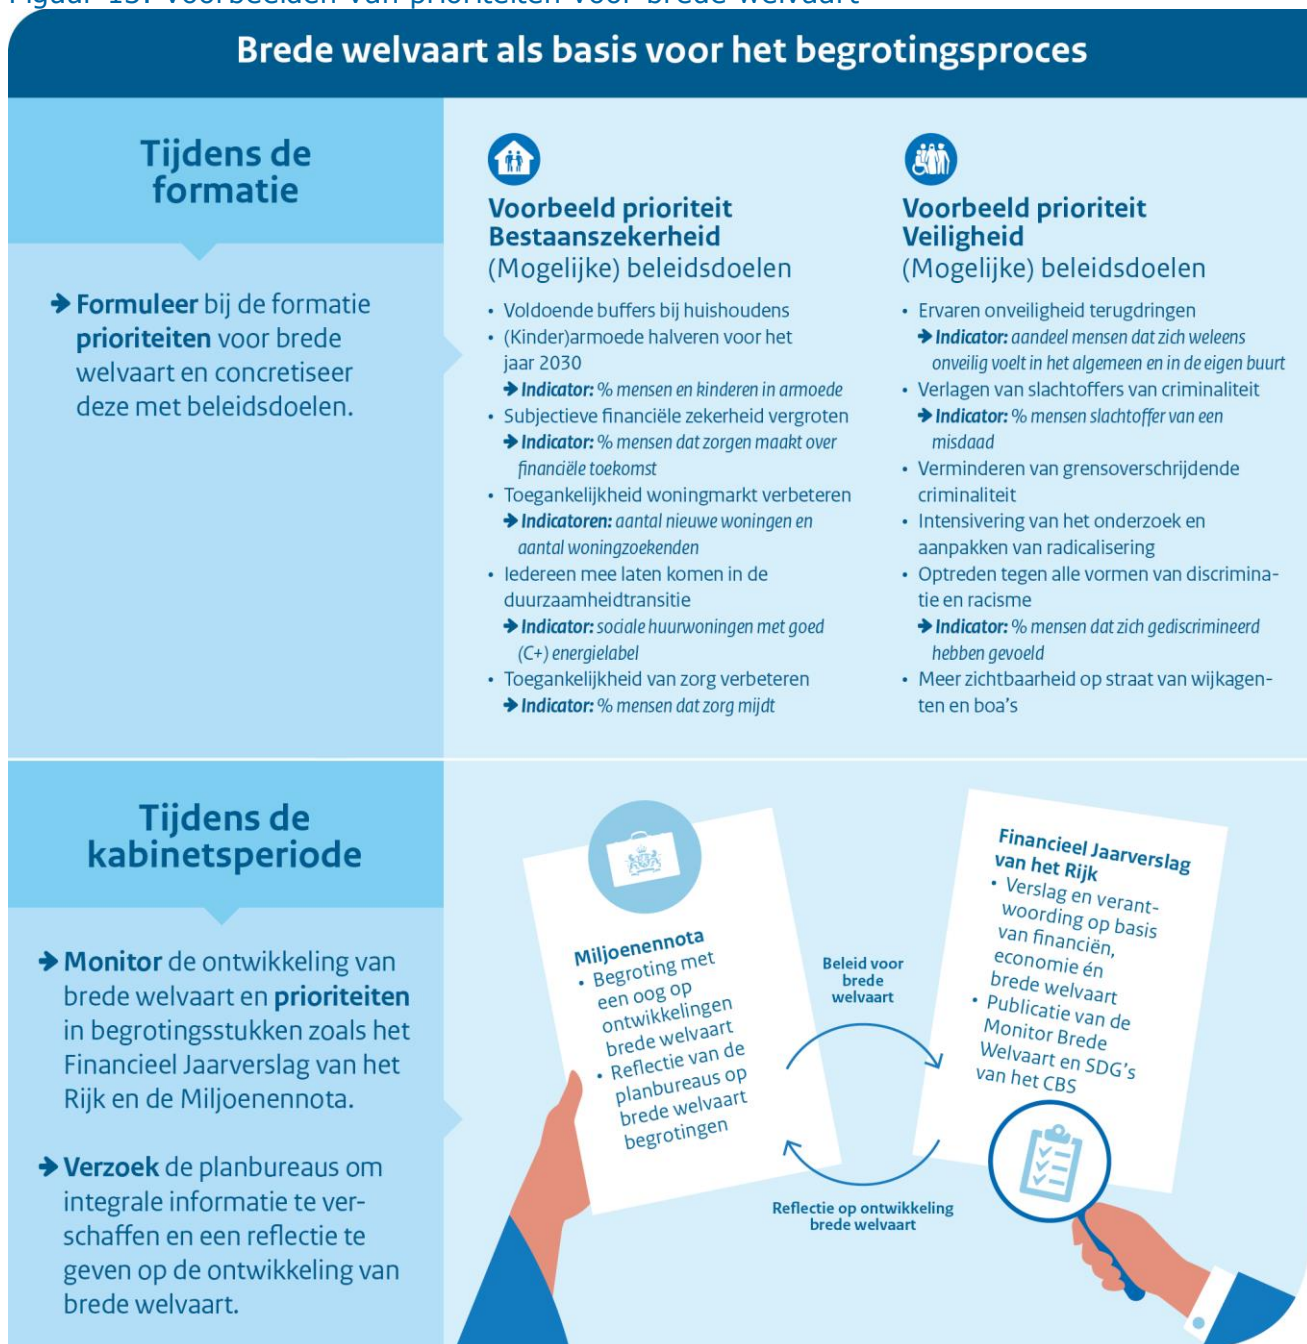 Figuur 13: Voorbeelden van prioriteiten voor brede welvaart
Brede welvaart als basis voor het begrotingsproces
Tijdens de
formatie
➔ Formuleer bij de formatie
prioriteiten voor brede
welvaart en concretiseer
deze met beleidsdoelen.
Voorbeeld prioriteit
Bestaanszekerheid
(Mogelijke) beleidsdoelen
• Voldoende buffers bij huishoudens
• (Kinder)armoede halveren voor het
jaar 2030
➔ Indicator: % mensen en kinderen in armoede
• Subjectieve financiële zekerheid vergroten
➔ Indicator: % mensen dat zorgen maakt over
financiële toekomst
• Toegankelijkheid woningmarkt verbeteren
➔ Indicatoren: aantal nieuwe woningen en
aantal woningzoekenden
• Iedereen mee laten komen in de
duurzaamheidtransitie
➔ Indicator: sociale huurwoningen met goed
(C+) energielabel
• Toegankelijkheid van zorg verbeteren
➔ Indicator: % mensen dat zorg mijdt
Voorbeeld prioriteit
Veiligheid
(Mogelijke) beleidsdoelen
• Ervaren onveiligheid terugdringen
➔ Indicator: aandeel mensen dat zich weleens
onveilig voelt in het algemeen en in de eigen buurt
• Verlagen van slachtoffers van criminaliteit
➔ Indicator: % mensen slachtoffer van een
misdaad
• Verminderen van grensoverschrijdende
criminaliteit
• Intensivering van het onderzoek en
aanpakken van radicalisering
• Optreden tegen alle vormen van discrimina-
tie en racisme
➔ Indicator: % mensen dat zich gediscrimineerd
hebben gevoeld
• Meer zichtbaarheid op straat van wijkagen-
ten en boa's
Tijdens de
kabinetsperiode
➔ Monitor de ontwikkeling van
brede welvaart en prioriteiten
in begrotingsstukken zoals het
Financieel Jaarverslag van het
Rijk en de Miljoenennota.
➔ Verzoek de planbureaus om
integrale informatie te ver-
schaffen en een reflectie te
geven op de ontwikkeling van
brede welvaart.
Miljoenennota
• Begroting met
een oog op
ontwikkelingen
brede welvaart
• Reflectie van de
planbureaus op
brede welvaart
begrotingen
Beleid voor
brede
welvaart
Reflectie op ontwikkeling
brede welvaart
Financieel Jaarverslag
van het Rijk
• Verslag en verant-
woording op basis
van financiën,
economie én
brede welvaart
• Publicatie van de
Monitor Brede
Welvaart en SDG's
van het CBS